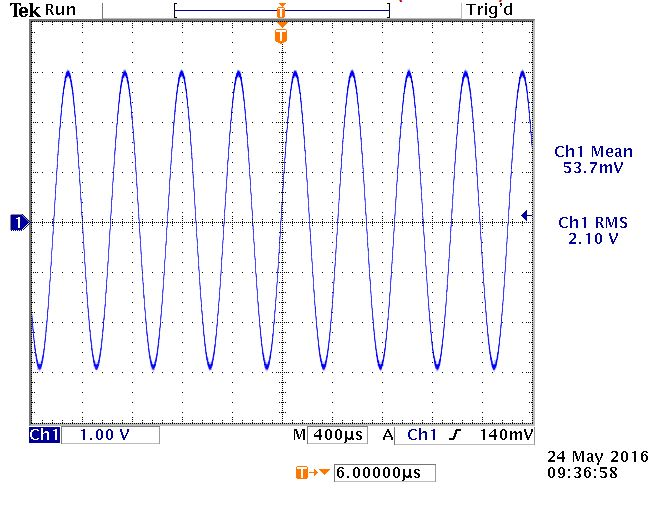 Tek Run Trig'd
T
T
1
Ch1 Mean
53.7mV
Ch1 RMS
2.10 V
Ch1 1.00 V M 400µs A Ch1 140mV
T 6.00000µs
24 May 2016
09:36:58